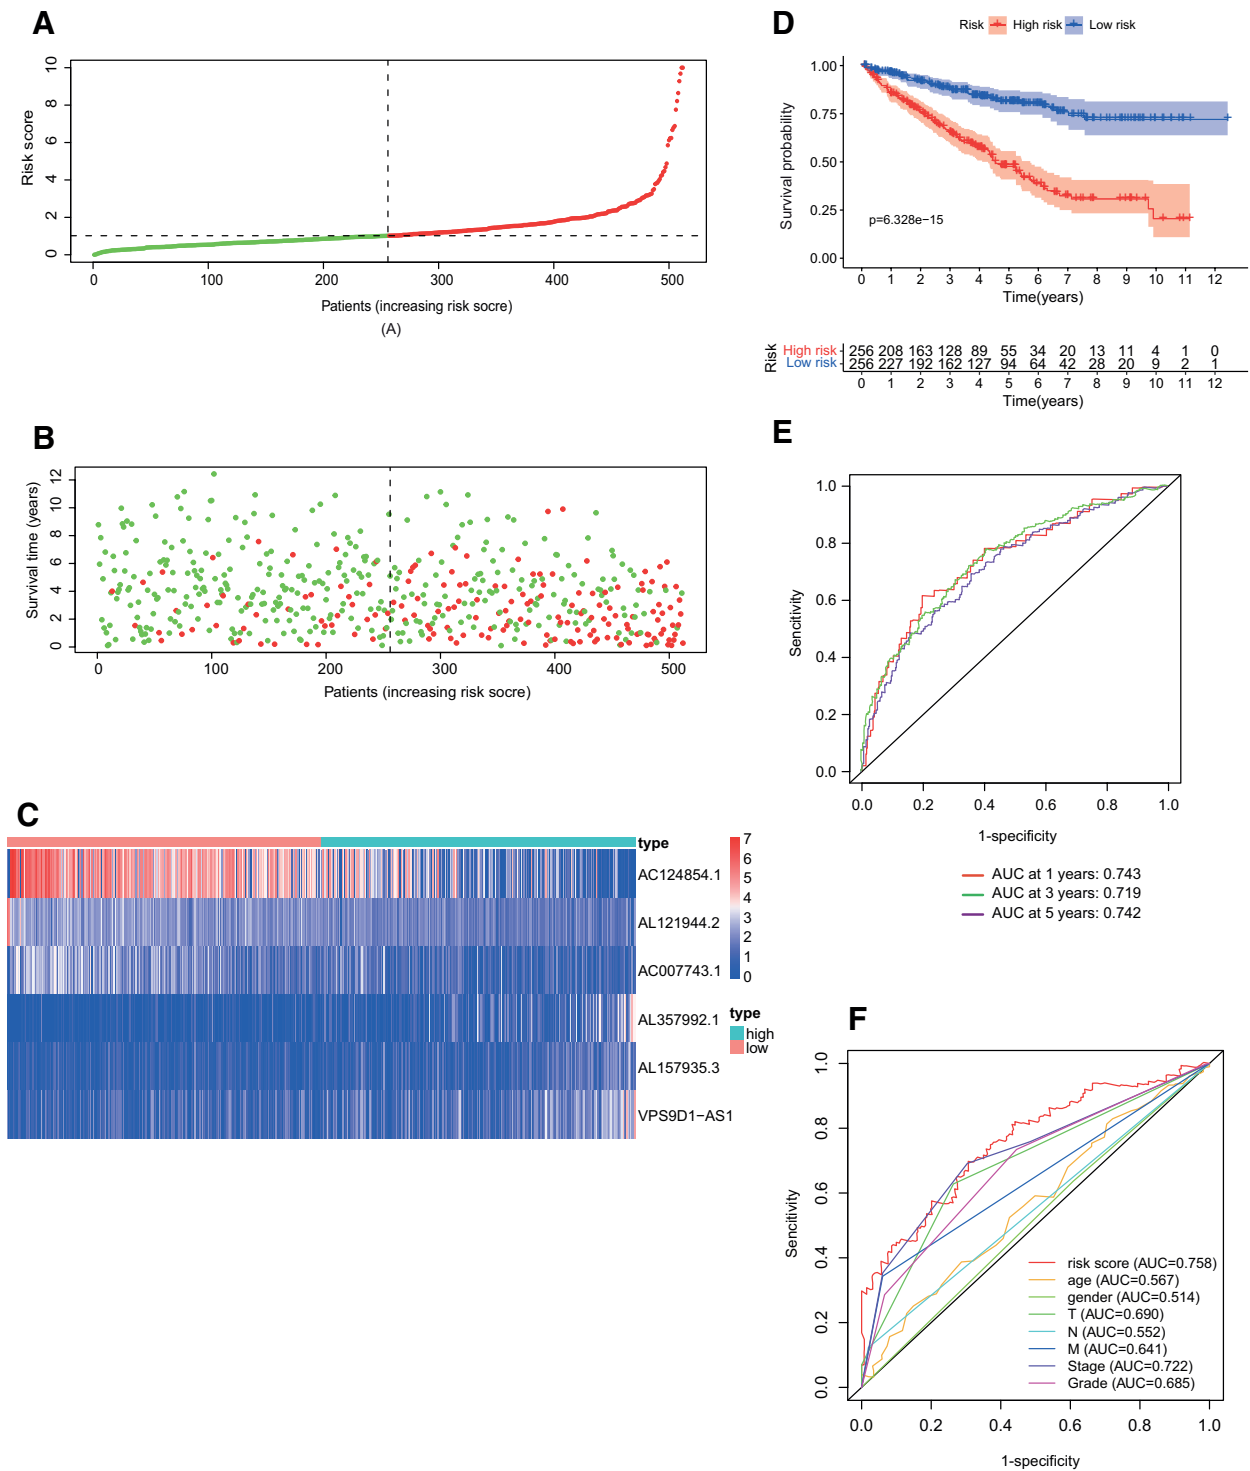 A
10
8
6
4
2
0
Risk score
0 100 200 300 400 500
Patients (increasing risk socre)
(A)
B
12
10
8
6
4
2
0
Survival time (years)
0 100 200 300 400 500
Patients (increasing risk socre)
C
type
AC124854.1
AL121944.2
AC007743.1
AL357992.1
AL157935.3
VPS9D1−AS1
7
6
5
4
3
2
1
0
type
high
low
D
Risk High risk Low risk
1.00
0.75
0.50
0.25
0.00
Survival probability
p=6.328e−15
0 1 2 3 4 5 6 7 8 9 10 11 12
Time(years)
Risk
High risk 256 208 163 128 89 55 34 20 13 11 4 1 0
Low risk 256 227 192 162 127 94 64 42 28 20 9 2 1
0 1 2 3 4 5 6 7 8 9 10 11 12
Time(years)
E
1.0
0.8
0.6
0.4
0.2
0.0
Sencitivity
0.0 0.2 0.4 0.6 0.8 1.0
1-specificity
AUC at 1 years: 0.743
AUC at 3 years: 0.719
AUC at 5 years: 0.742
F
1.0
0.8
0.6
0.4
0.2
0.0
Sencitivity
risk score (AUC=0.758)
age (AUC=0.567)
gender (AUC=0.514)
T (AUC=0.690)
N (AUC=0.552)
M (AUC=0.641)
Stage (AUC=0.722)
Grade (AUC=0.685)
0.0 0.2 0.4 0.6 0.8 1.0
1-specificity